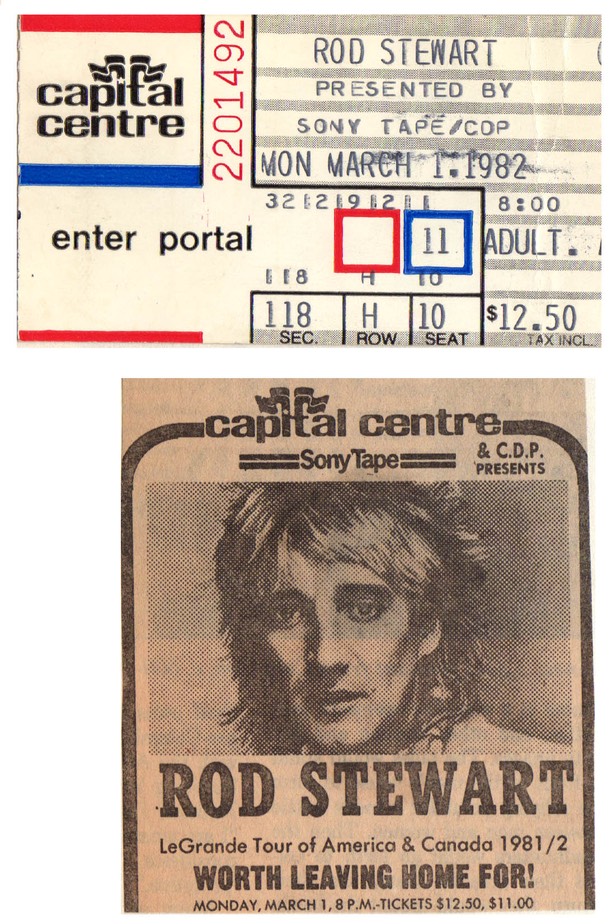 capital
centre
2201492
ROD STEWART
PRESENTED BY
SONY TAPE/CDP
MON MARCH 1.1982
8:00
enter portal
11
ADULT.
118 H 10
118 H 10
SEC. ROW SEAT
$12.50
TAX INCL.
capital centre
Sony Tape
& C.D.P.
PRESENTS
ROD STEWART
LeGrande Tour of America & Canada 1981/2
WORTH LEAVING HOME FOR!
MONDAY, MARCH 1, 8 P.M.-TICKETS $12.50, $11.00